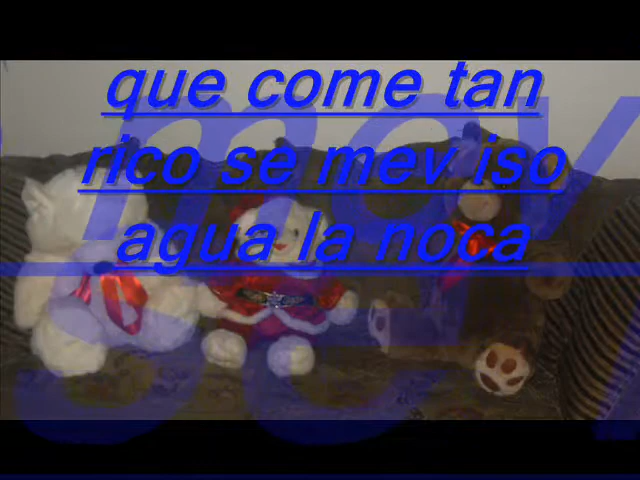 que come tan
rico se mev iso
agua la noca